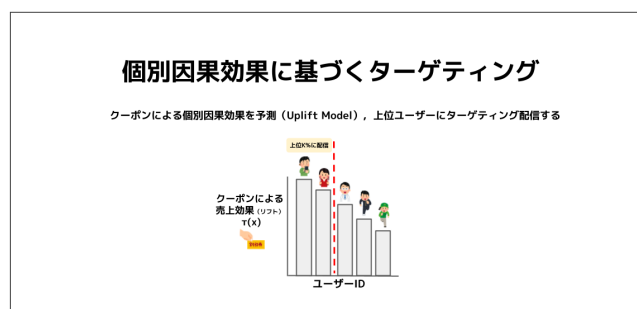 個別因果効果に基づくターゲティング
クーポンによる個別因果効果を予測（Uplift Model）, 上位ユーザーにターゲティング配信する
上位K%に配信
クーポンによる
売上効果（リフト）
τ(x)
ユーザーID